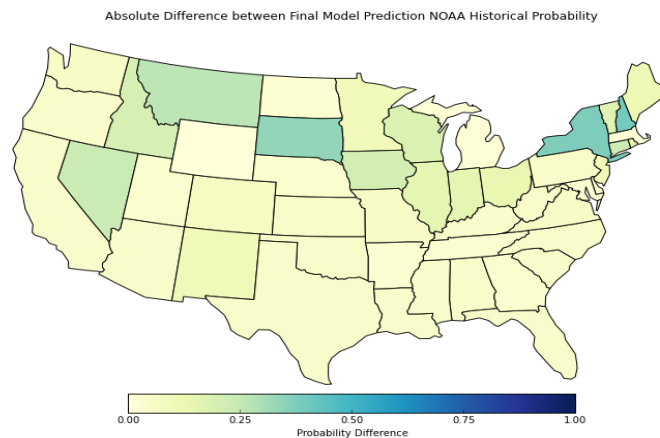 Absolute Difference between Final Model Prediction NOAA Historical Probability
0.00 0.25 0.50 0.75 1.00
Probability Difference